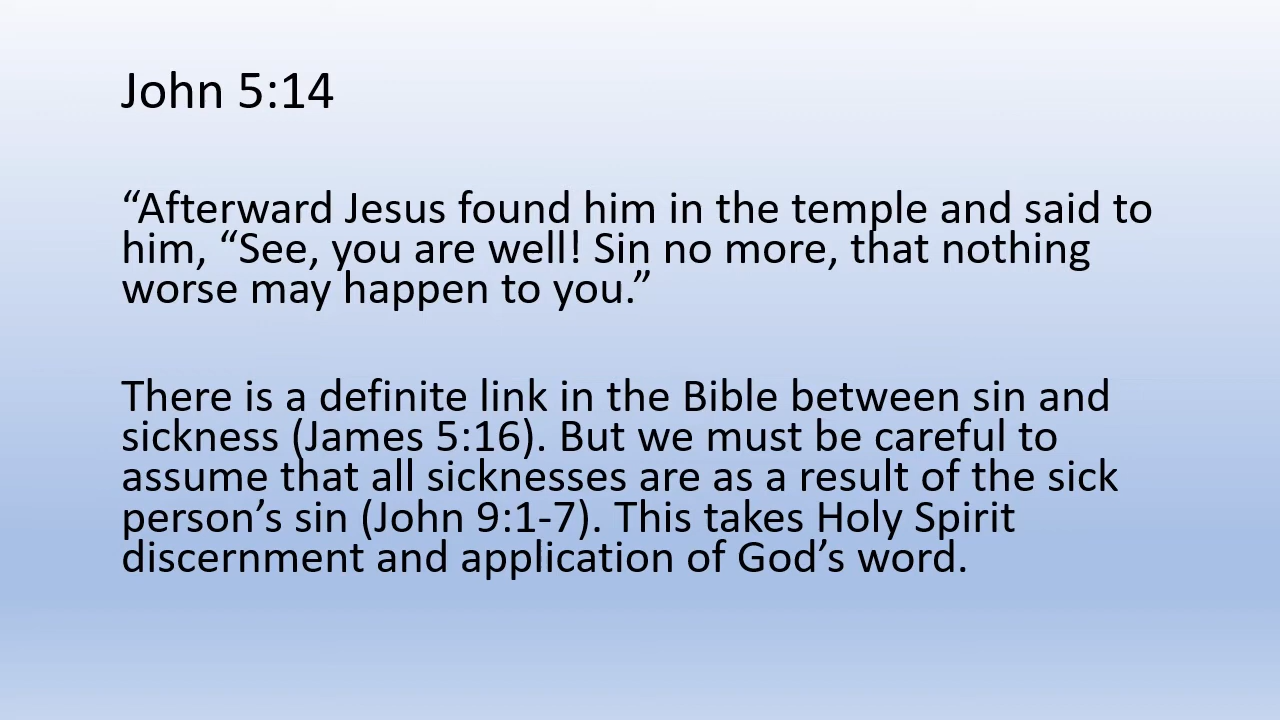 John 5:14
“Afterward Jesus found him in the temple and said to
him, “See, you are well! Sin no more, that nothing
worse may happen to you.”
There is a definite link in the Bible between sin and
sickness (James 5:16). But we must be careful to
assume that all sicknesses are as a result of the sick
person’s sin (John 9:1-7). This takes Holy Spirit
discernment and application of God’s word.